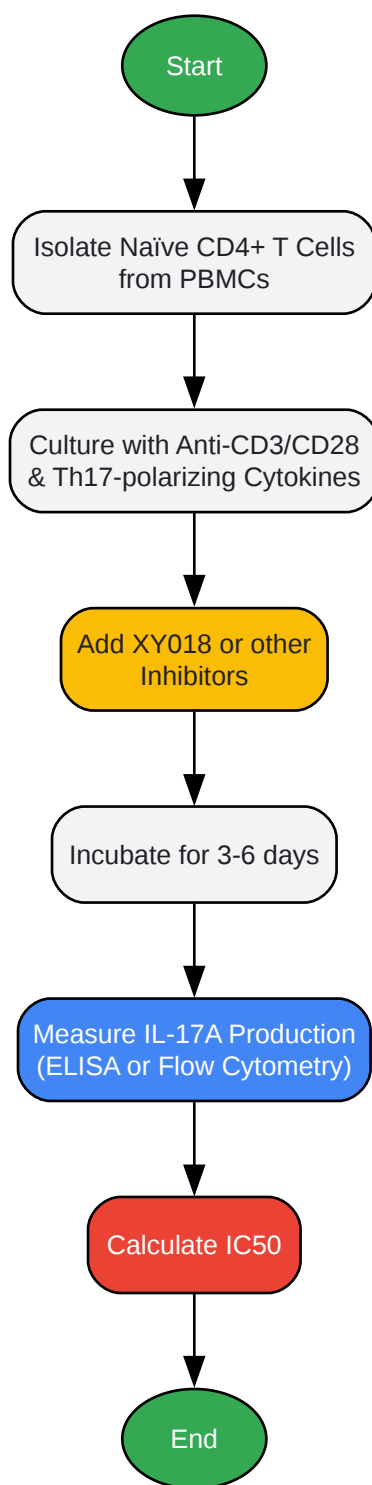 Start
Isolate Naïve CD4+ T Cells
from PBMCs
Culture with Anti-CD3/CD28
& Th17-polarizing Cytokines
Add XY018 or other
Inhibitors
Incubate for 3-6 days
Measure IL-17A Production
(ELISA or Flow Cytometry)
Calculate IC50
End